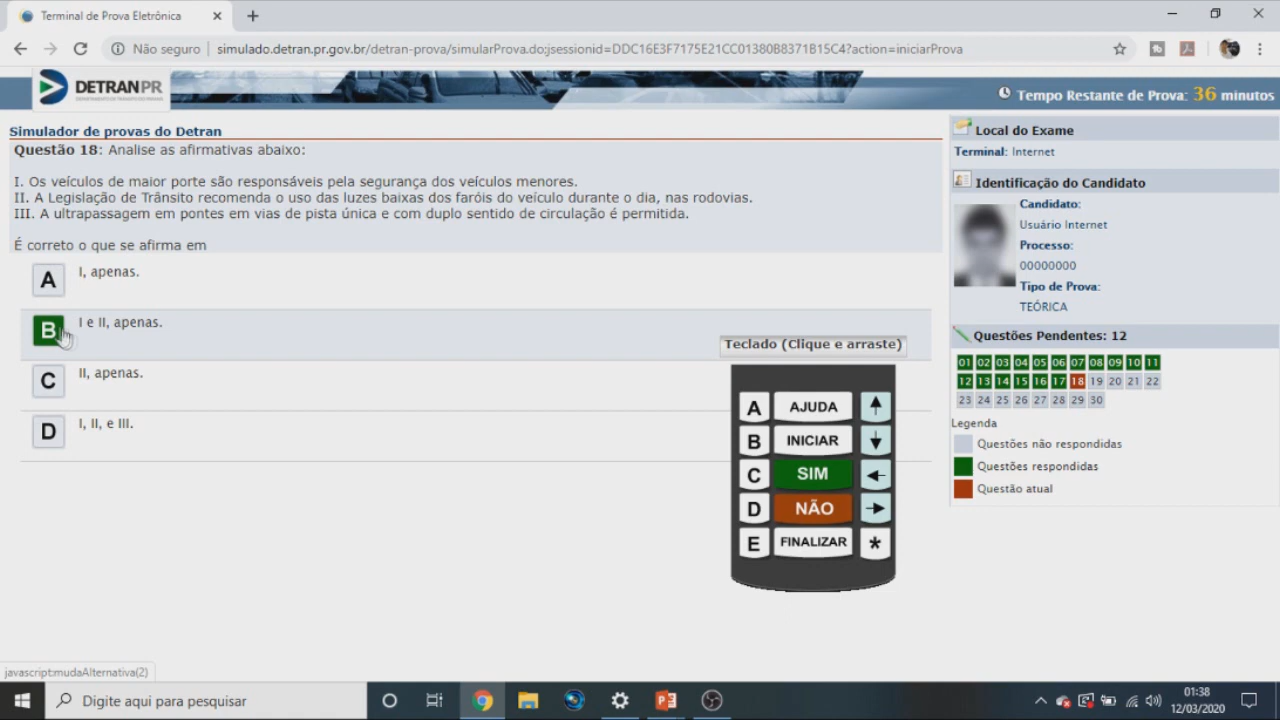 Terminal de Prova Eletrônica
Não seguro | simulado.detran.pr.gov.br/detran-prova/simularProva.do;jsessionid=DDC16E3F7175E21CC01380B8371B15C4?action=iniciarProva
DETRANPR
Tempo Restante de Prova: 36 minutos
Simulador de provas do Detran
Questão 18: Analise as afirmativas abaixo:
I. Os veículos de maior porte são responsáveis pela segurança dos veículos menores.
II. A Legislação de Trânsito recomenda o uso das luzes baixas dos faróis do veículo durante o dia, nas rodovias.
III. A ultrapassagem em pontes em vias de pista única e com duplo sentido de circulação é permitida.
É correto o que se afirma em
A I, apenas.
B I e II, apenas.
C II, apenas.
D I, II, e III.
Teclado (Clique e arraste)
A AJUDA
B INICIAR
C SIM
D NÃO
E FINALIZAR *
Local do Exame
Terminal: Internet
Identificação do Candidato
Candidato:
Usuário Internet
Processo:
00000000
Tipo de Prova:
TEÓRICA
Questões Pendentes: 12
01 02 03 04 05 06 07 08 09 10 11
12 13 14 15 16 17 18 19 20 21 22
23 24 25 26 27 28 29 30
Legenda
Questões não respondidas
Questões respondidas
Questão atual
javascript:mudaAlternativa(2)
Digite aqui para pesquisar
01:38
12/03/2020